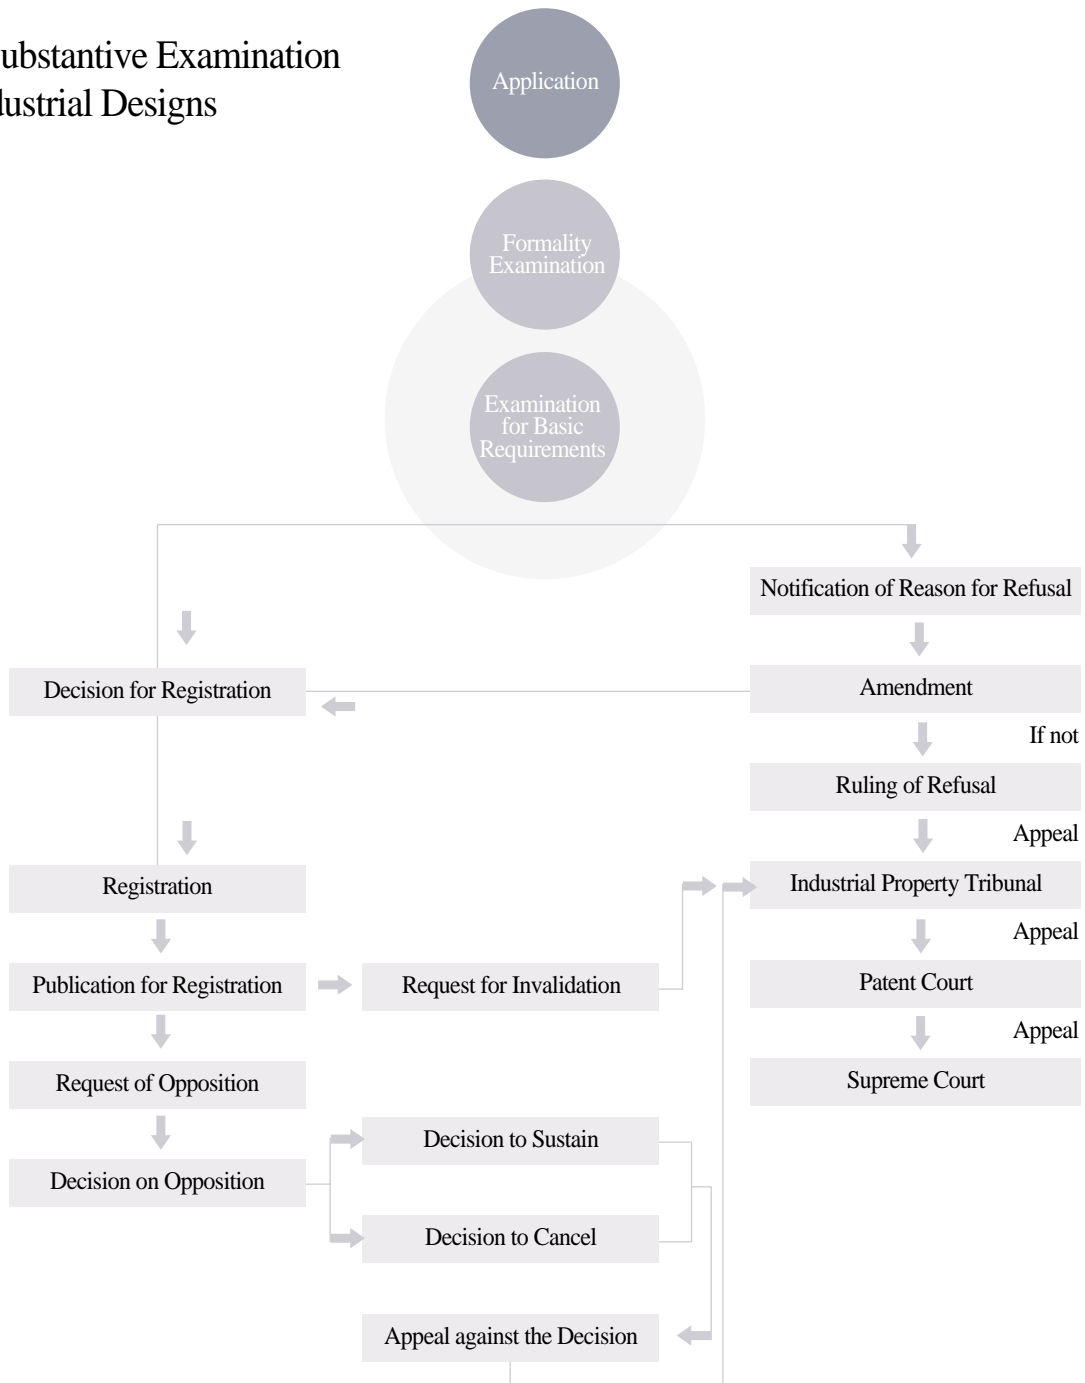 ubstantive Examination
dustrial Designs
Application
Formality
Examination
Examination
for Basic
Requirements
Notification of Reason for Refusal
Decision for Registration
Amendment
If not
Ruling of Refusal
Appeal
Registration
Industrial Property Tribunal
Appeal
Publication for Registration
Request for Invalidation
Patent Court
Appeal
Request of Opposition
Supreme Court
Decision to Sustain
Decision on Opposition
Decision to Cancel
Appeal against the Decision